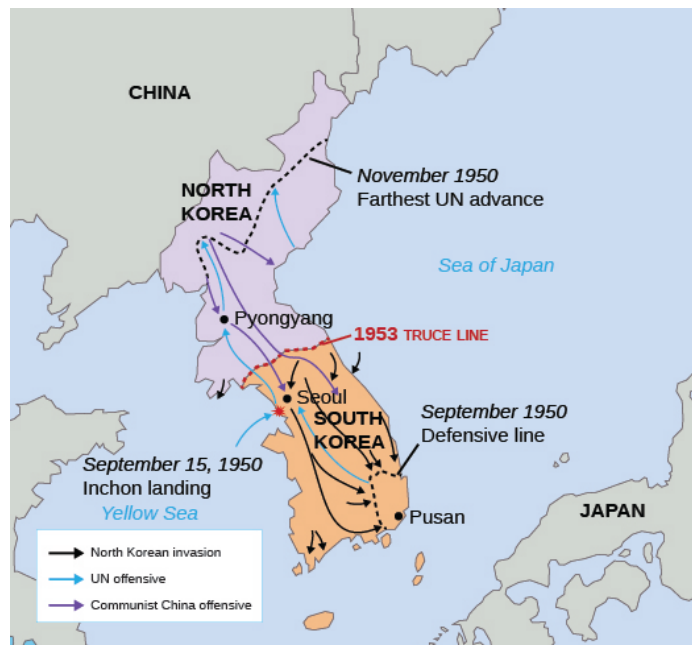 CHINA
November 1950
Farthest UN advance
NORTH
KOREA
Sea of Japan
Pyongyang
1953 TRUCE LINE
Seoul
SOUTH
KOREA
September 1950
Defensive line
September 15, 1950
Inchon landing
Yellow Sea
Pusan
JAPAN
North Korean invasion
UN offensive
Communist China offensive